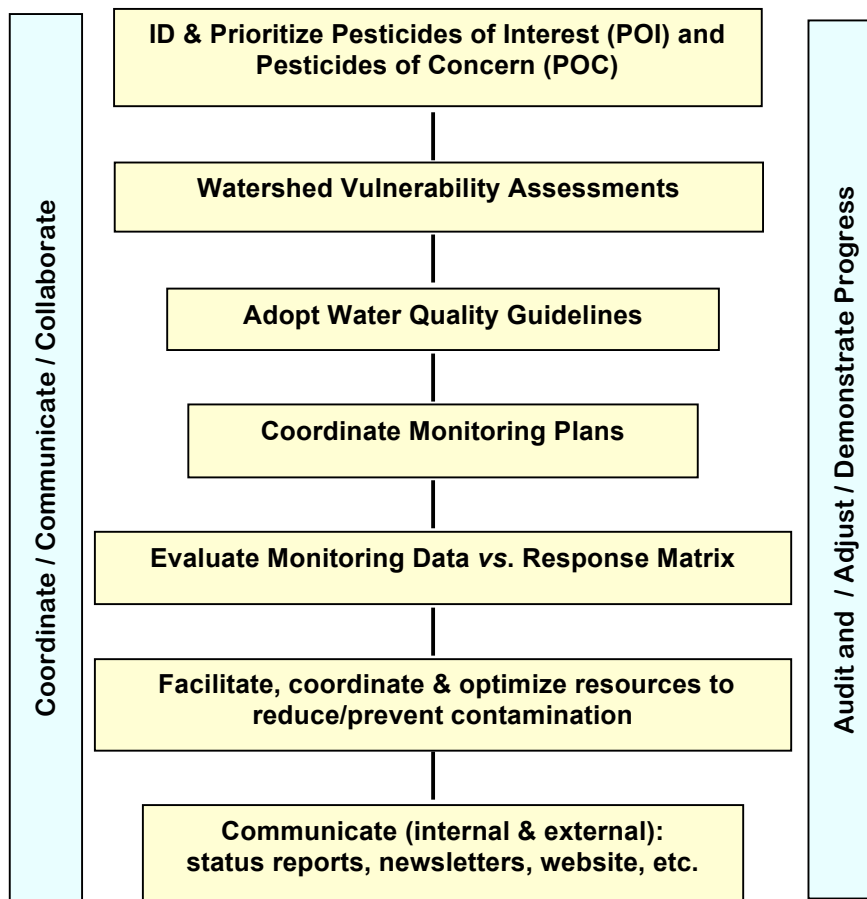 ID & Prioritize Pesticides of Interest (POI) and
Pesticides of Concern (POC)
Watershed Vulnerability Assessments
Adopt Water Quality Guidelines
Coordinate Monitoring Plans
Evaluate Monitoring Data vs. Response Matrix
Facilitate, coordinate & optimize resources to
reduce/prevent contamination
Communicate (internal & external):
status reports, newsletters, website, etc.
Coordinate / Communicate / Collaborate
Audit and / Adjust / Demonstrate Progress